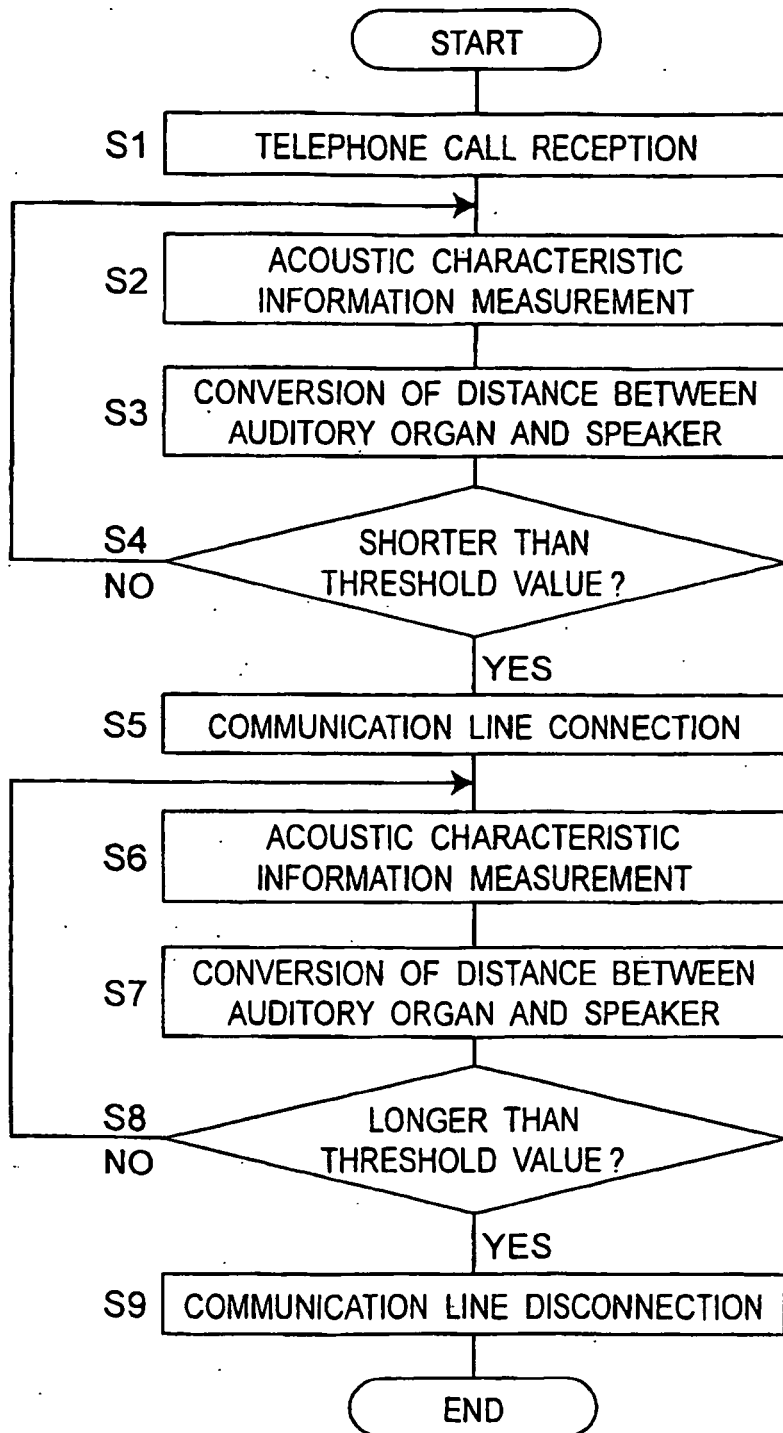 START
S1
TELEPHONE CALL RECEPTION
S2
ACOUSTIC CHARACTERISTIC
INFORMATION MEASUREMENT
S3
CONVERSION OF DISTANCE BETWEEN
AUDITORY ORGAN AND SPEAKER
S4
NO
SHORTER THAN
THRESHOLD VALUE?
YES
S5
COMMUNICATION LINE CONNECTION
S6
ACOUSTIC CHARACTERISTIC
INFORMATION MEASUREMENT
S7
CONVERSION OF DISTANCE BETWEEN
AUDITORY ORGAN AND SPEAKER
S8
NO
LONGER THAN
THRESHOLD VALUE?
YES
S9
COMMUNICATION LINE DISCONNECTION
END